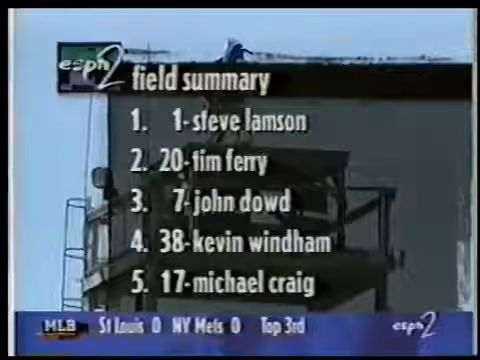 espn2
field summary
1. 1-steve lamson
2. 20-tim ferry
3. 7-john dowd
4. 38-kevin windham
5. 17-michael craig
MLB St Louis 0 NY Mets 0 Top 3rd espn2